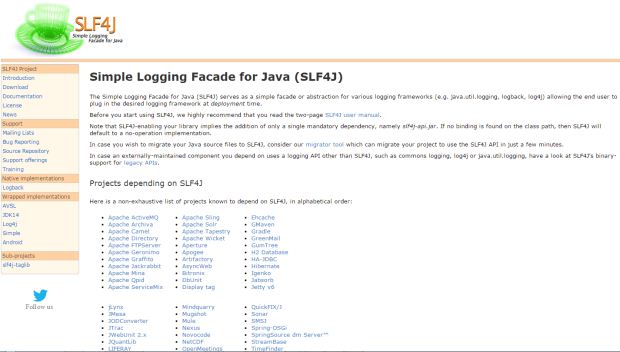 SLF4J
Simple Logging
Facade for Java
SLF4J Project
Introduction
Download
Documentation
License
News
Support
Mailing Lists
Bug Reporting
Source Repository
Support offerings
Training
Native implementations
Logback
Wrapped implementations
AVSL
JDK14
Log4j
Simple
Android
Sub-projects
slf4j-taglib
Follow us
Simple Logging Facade for Java (SLF4J)
The Simple Logging Facade for Java (SLF4J) serves as a simple facade or abstraction for various logging frameworks (e.g. java.util.logging, logback, log4j) allowing the end user to
plug in the desired logging framework at deployment time.
Before you start using SLF4J, we highly recommend that you read the two-page SLF4J user manual.
Note that SLF4J-enabling your library implies the addition of only a single mandatory dependency, namely slf4j-api.jar. If no binding is found on the class path, then SLF4J will
default to a no-operation implementation.
In case you wish to migrate your Java source files to SLF4J, consider our migrator tool which can migrate your project to use the SLF4J API in just a few minutes.
In case an externally-maintained component you depend on uses a logging API other than SLF4J, such as commons logging, log4j or java.util.logging, have a look at SLF4J's binary-
support for legacy APIs.
Projects depending on SLF4J
Here is a non-exhaustive list of projects known to depend on SLF4J, in alphabetical order:
Apache ActiveMQ
Apache Archiva
Apache Camel
Apache Directory
Apache FTPServer
Apache Geronimo
Apache Graffito
Apache Jackrabbit
Apache Mina
Apache Qpid
Apache ServiceMix
Apache Sling
Apache Solr
Apache Tapestry
Apache Wicket
Aperture
Apogee
Artifactory
AsyncWeb
Bitronix
DbUnit
Display tag
Ehcache
GMaven
Gradle
GreenMail
GumTree
H2 Database
HA-JDBC
Hibernate
Igenko
Jabsorb
Jetty v6
jLynx
JMesa
JODConverter
JTrac
JWebUnit 2.x
JQuantLib
LIFERAY
Mindquarry
Mugshot
Mule
Nexus
Novocode
NetCDF
OpenMeetings
QuickFIX/J
Sonar
SMSJ
Spring-OSGi
SpringSource dm Server™
StreamBase
TimeFinder